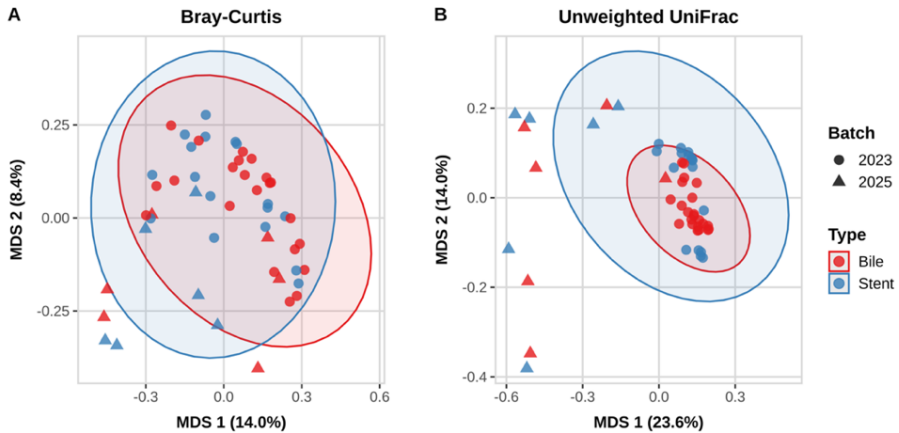 A
Bray-Curtis
MDS 2 (8.4%)
0.25
0.00
-0.25
-0.3
0.0
0.3
0.6
MDS 1 (14.0%)
B
Unweighted UniFrac
MDS 2 (14.0%)
0.2
0.0
-0.2
-0.4
-0.6
-0.3
0.0
0.3
MDS 1 (23.6%)
Batch
2023
2025
Type
Bile
Stent